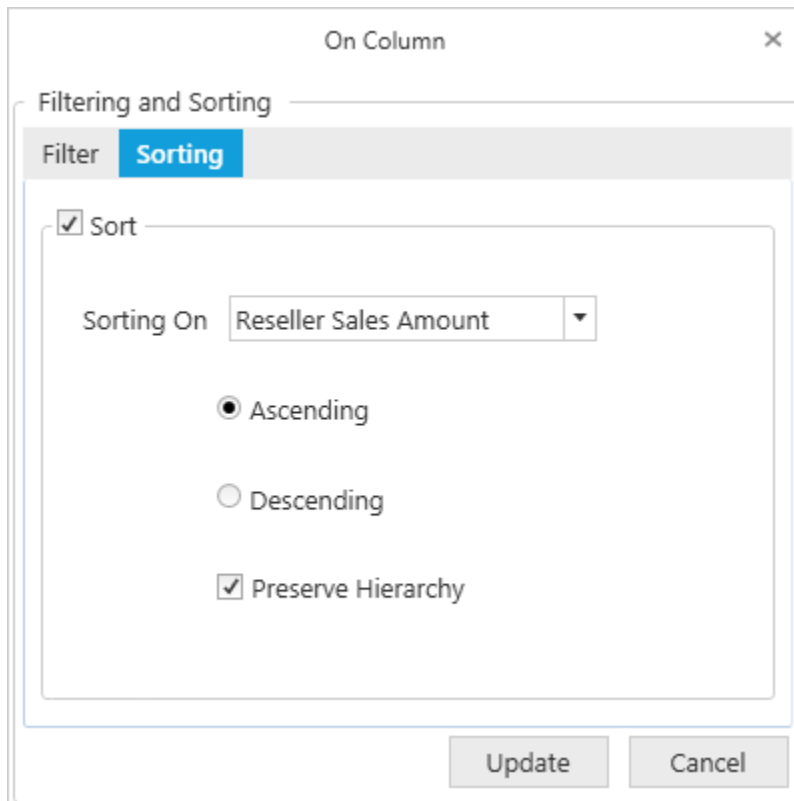 On Column
Filtering and Sorting
Filter Sorting
Sort
Sorting On Reseller Sales Amount
Ascending
Descending
Preserve Hierarchy
Update Cancel